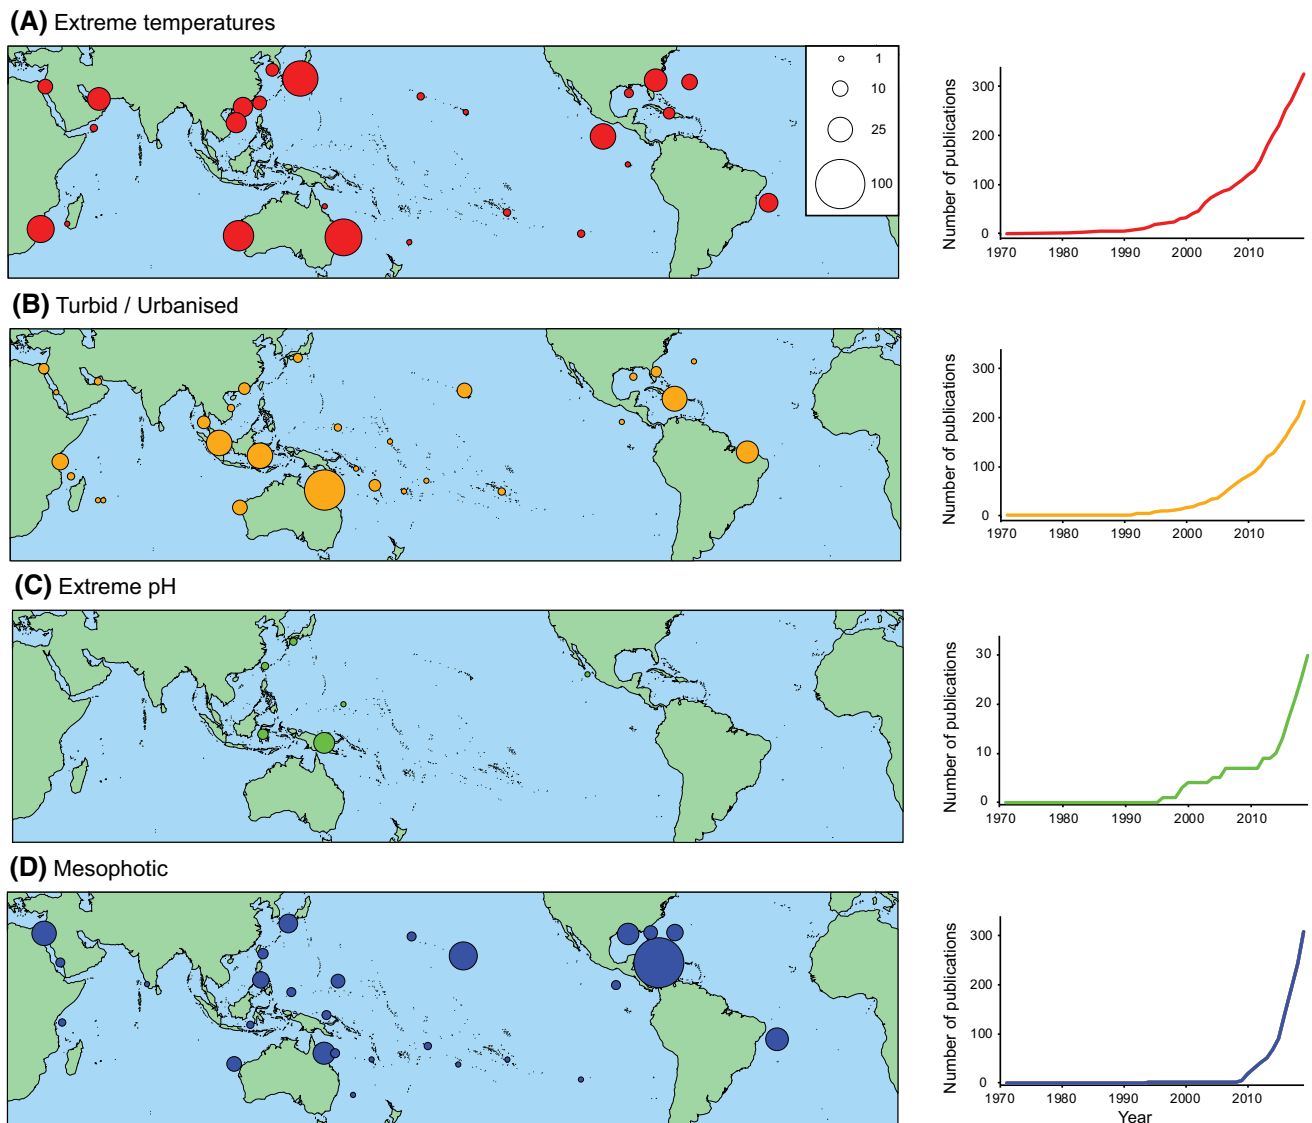 (A) Extreme temperatures
1
10
25
100
Number of publications
300
200
100
0
1970 1980 1990 2000 2010
(B) Turbid / Urbanised
Number of publications
300
200
100
0
1970 1980 1990 2000 2010
(C) Extreme pH
Number of publications
30
20
10
0
1970 1980 1990 2000 2010
(D) Mesophotic
Number of publications
300
200
100
0
1970 1980 1990 2000 2010
Year